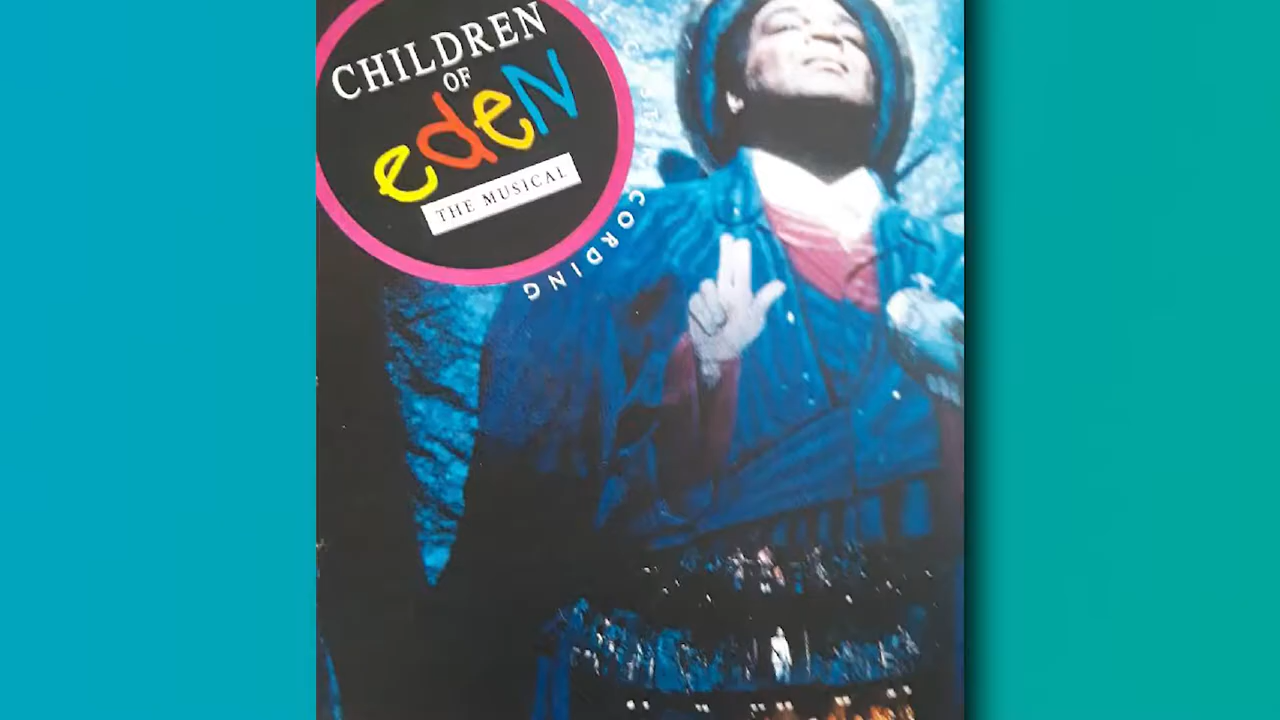 CHILDREN
OF
edeN
THE MUSICAL
CORDING